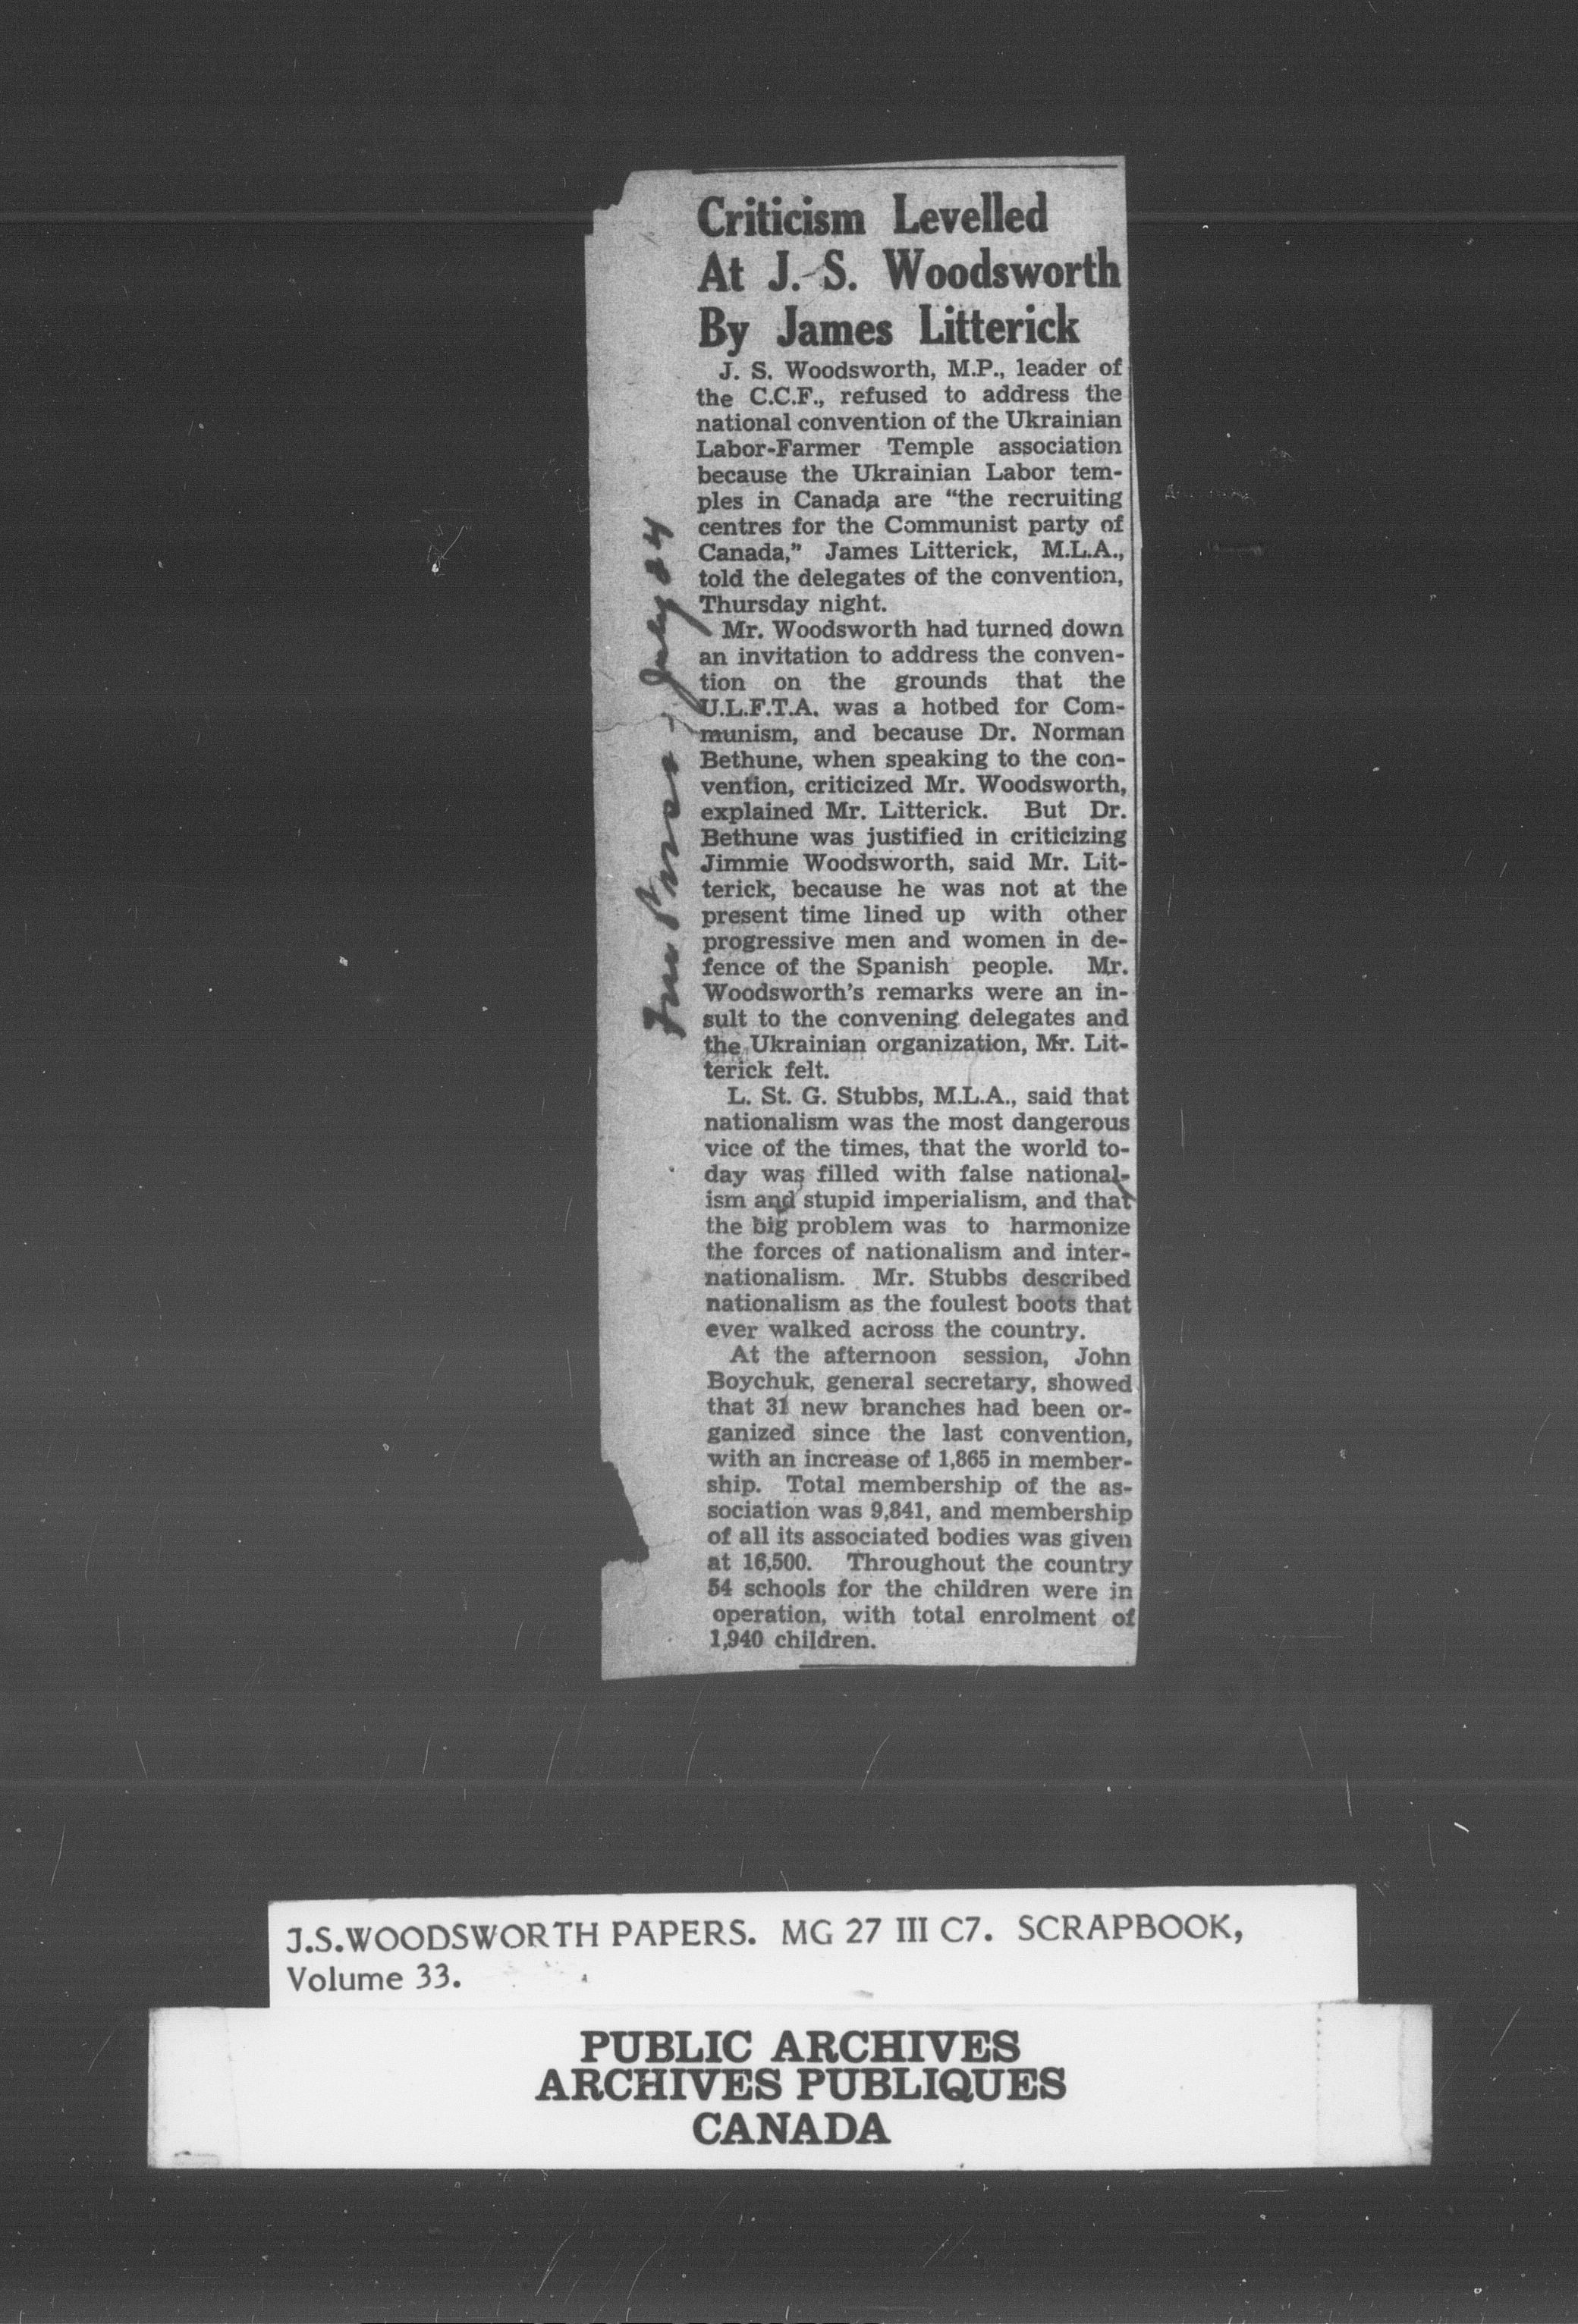 Criticism Levelled
At J. S. Woodsworth
By James Litterick
J. S. Woodsworth, M.P., leader of
the C.C.F., refused to address the
national convention of the Ukrainian
Labor-Farmer Temple association
because the Ukrainian Labor tem-
ples in Canada are “the recruiting
centres for the Communist party of
Canada,” James Litterick, M.L.A.,
told the delegates of the convention,
Thursday night.
Mr. Woodsworth had turned down
an invitation to address the conven-
tion on the grounds that the
U.L.F.T.A. was a hotbed for Com-
munism, and because Dr. Norman
Bethune, when speaking to the con-
vention, criticized Mr. Woodsworth,
explained Mr. Litterick. But Dr.
Bethune was justified in criticizing
Jimmie Woodsworth, said Mr. Lit-
terick, because he was not at the
present time lined up with other
progressive men and women in de-
fence of the Spanish people. Mr.
Woodsworth's remarks were an in-
sult to the convening delegates and
the Ukrainian organization, Mr. Lit-
terick felt.
L. St. G. Stubbs, M.L.A., said that
nationalism was the most dangerous
vice of the times, that the world to-
day was filled with false national-
ism and stupid imperialism, and that
the big problem was to harmonize
the forces of nationalism and inter-
nationalism. Mr. Stubbs described
nationalism as the foulest boots that
ever walked across the country.
At the afternoon session, John
Boychuk, general secretary, showed
that 31 new branches had been or-
ganized since the last convention,
with an increase of 1,865 in member-
ship. Total membership of the as-
sociation was 9,841, and membership
of all its associated bodies was given
at 16,500. Throughout the country
54 schools for the children were in
operation, with total enrolment of
1,940 children.
Free Press - July 24
J.S.WOODSWORTH PAPERS. MG 27 III C7. SCRAPBOOK,
Volume 33.
PUBLIC ARCHIVES
ARCHIVES PUBLIQUES
CANADA